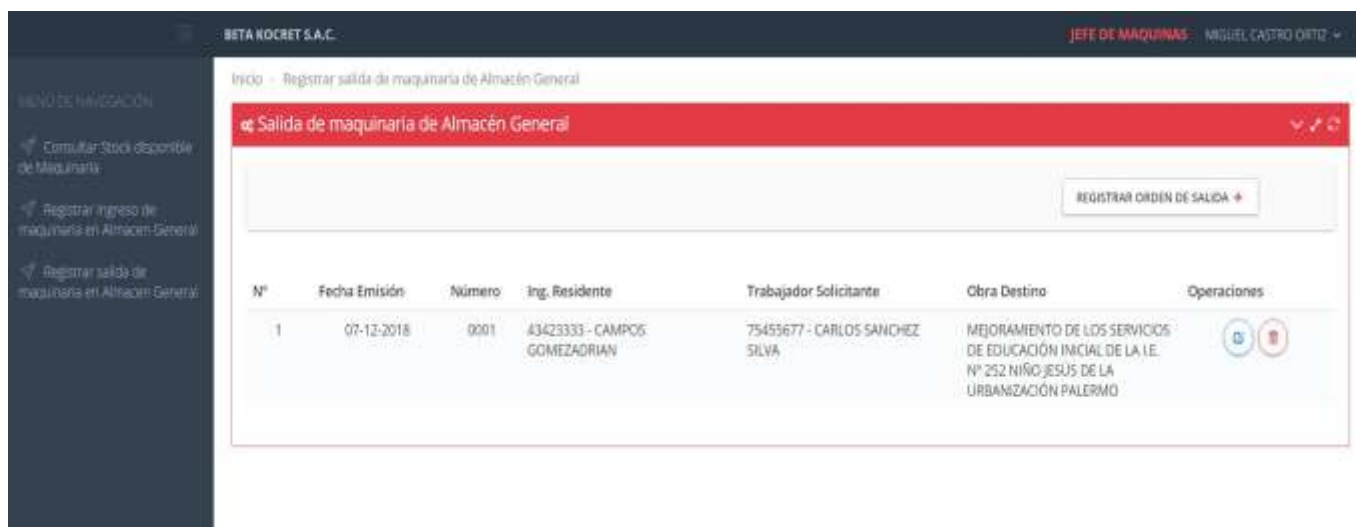 BETA KOCRET S.A.C.
JEFE DE MAQUINAS MIGUEL CASTRO ORTIZ
Inicio - Registrar salida de maquinaria de Almacén General
MENÚ DE NAVEGACIÓN
Salida de maquinaria de Almacén General
Consultar Stock disponible
de Maquinaria
Registrar ingreso de
maquinaria en Almacen General
Registrar salida de
maquinaria en Almacen General
REGISTRAR ORDEN DE SALIDA +
N° Fecha Emisión Número Ing. Residente Trabajador Solicitante Obra Destino Operaciones
1 07-12-2018 0001 43423333 - CAMPOS 75455677 - CARLOS SANCHEZ MEJORAMIENTO DE LOS SERVICIOS
GOMEZADRIAN SILVA DE EDUCACIÓN INICIAL DE LA I.E.
N° 252 NIÑO JESÚS DE LA
URBANIZACIÓN PALERMO